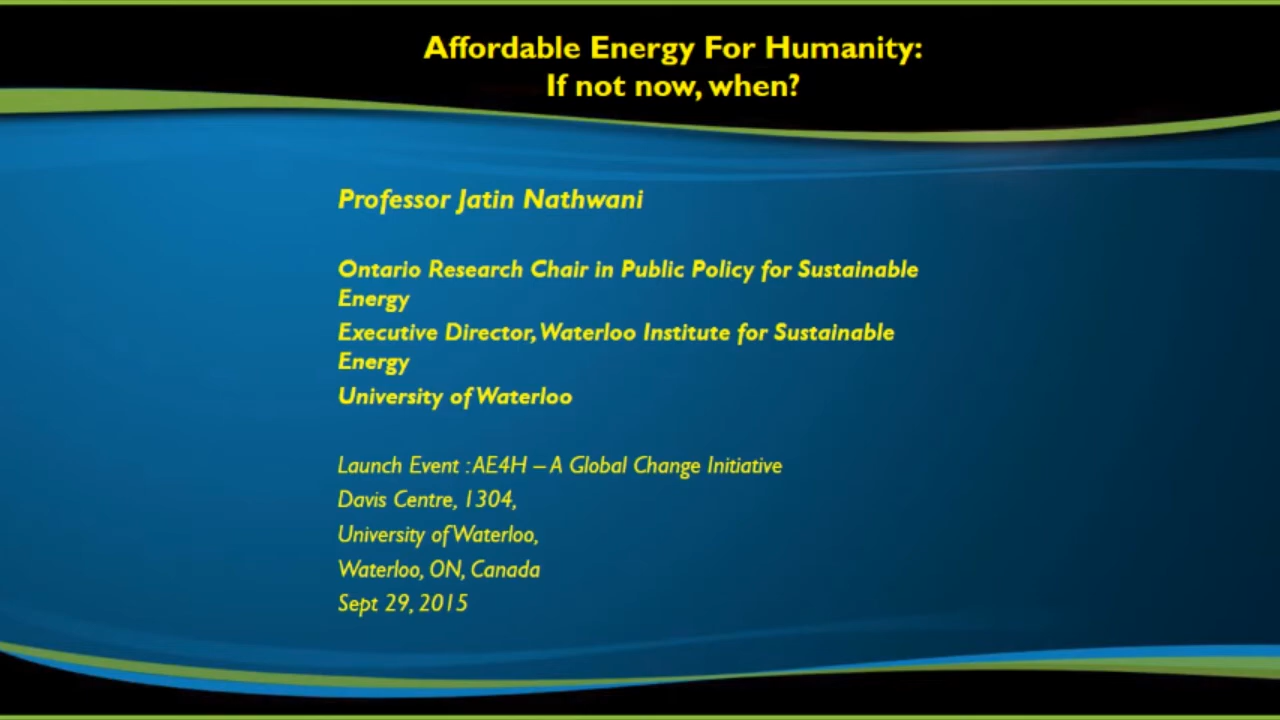 Affordable Energy For Humanity:
If not now, when?
Professor Jatin Nathwani
Ontario Research Chair in Public Policy for Sustainable
Energy
Executive Director, Waterloo Institute for Sustainable
Energy
University of Waterloo
Launch Event : AE4H – A Global Change Initiative
Davis Centre, 1304,
University of Waterloo,
Waterloo, ON, Canada
Sept 29, 2015